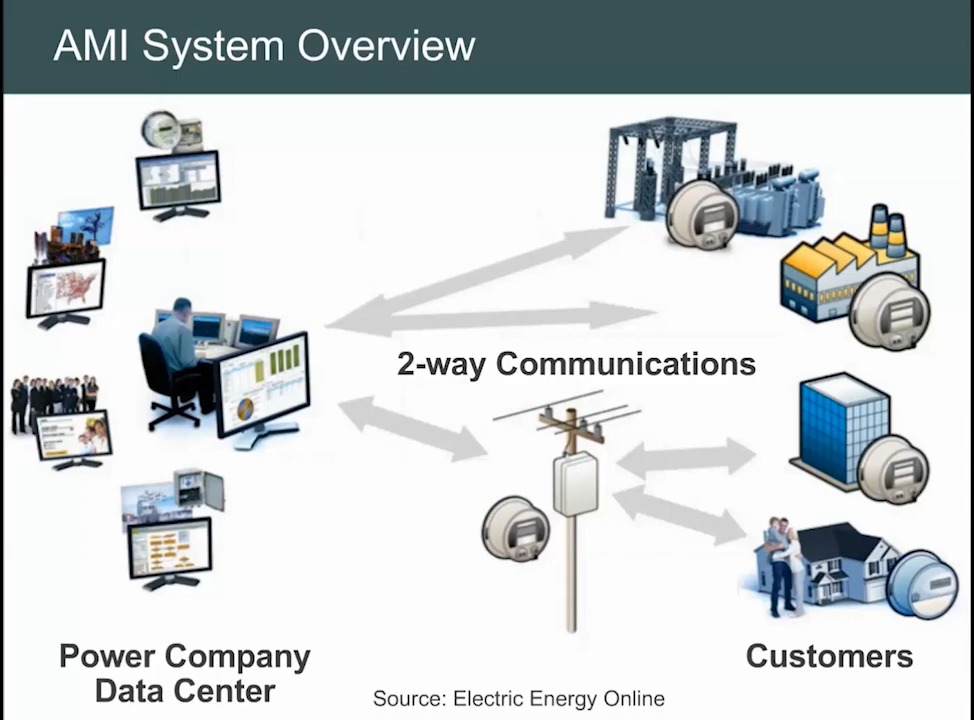 AMI System Overview
2-way Communications
Power Company
Data Center
Customers
Source: Electric Energy Online